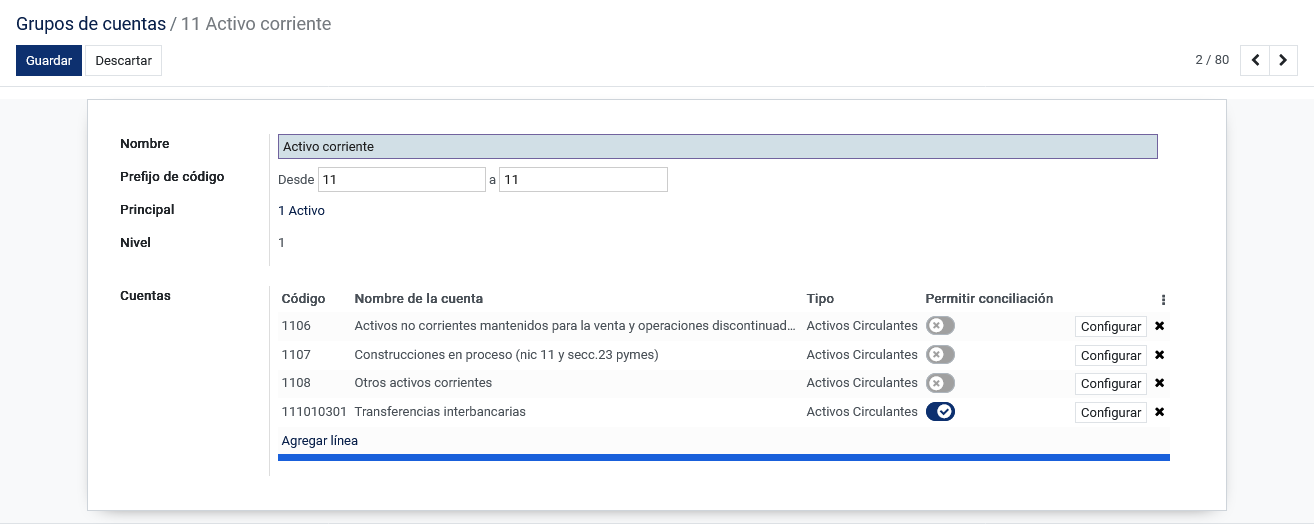 Grupos de cuentas / 11 Activo corriente
Guardar Descartar 2 / 80
Nombre Activo corriente
Prefijo de código Desde 11 a 11
Principal 1 Activo
Nivel 1
Cuentas Código Nombre de la cuenta Tipo Permitir conciliación
1106 Activos no corrientes mantenidos para la venta y operaciones discontinuad... Activos Circulantes Configurar
1107 Construcciones en proceso (nic 11 y secc.23 pymes) Activos Circulantes Configurar
1108 Otros activos corrientes Activos Circulantes Configurar
111010301 Transferencias interbancarias Activos Circulantes Configurar
Agregar línea